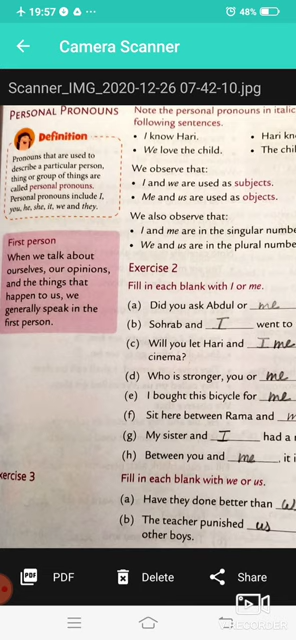 19:57
48%
Camera Scanner
Scanner_IMG_2020-12-26 07-42-10.jpg
PERSONAL PRONOUNS
Definition
Pronouns that are used to
describe a particular person,
thing or group of things are
called personal pronouns.
Personal pronouns include I,
you, he, she, it, we and they.
First person
When we talk about
ourselves, our opinions,
and the things that
happen to us, we
generally speak in the
first person.
Note the personal pronouns in italic
following sentences.
• I know Hari.
• Hari kn
• We love the child.
• The chil
We observe that:
• I and we are used as subjects.
• Me and us are used as objects.
We also observe that:
• I and me are in the singular numbe
• We and us are in the plural numbe
Exercise 2
Fill in each blank with I or me.
(a) Did you ask Abdul or me
(b) Sohrab and I went to
(c) Will you let Hari and I me
cinema?
(d) Who is stronger, you or me
(e) I bought this bicycle for me
(f) Sit here between Rama and m
(g) My sister and I had a
(h) Between you and me, it i
xercise 3
Fill in each blank with we or us.
(a) Have they done better than
(b) The teacher punished us
other boys.
PDF
PDF
Delete
Share
RECORDER